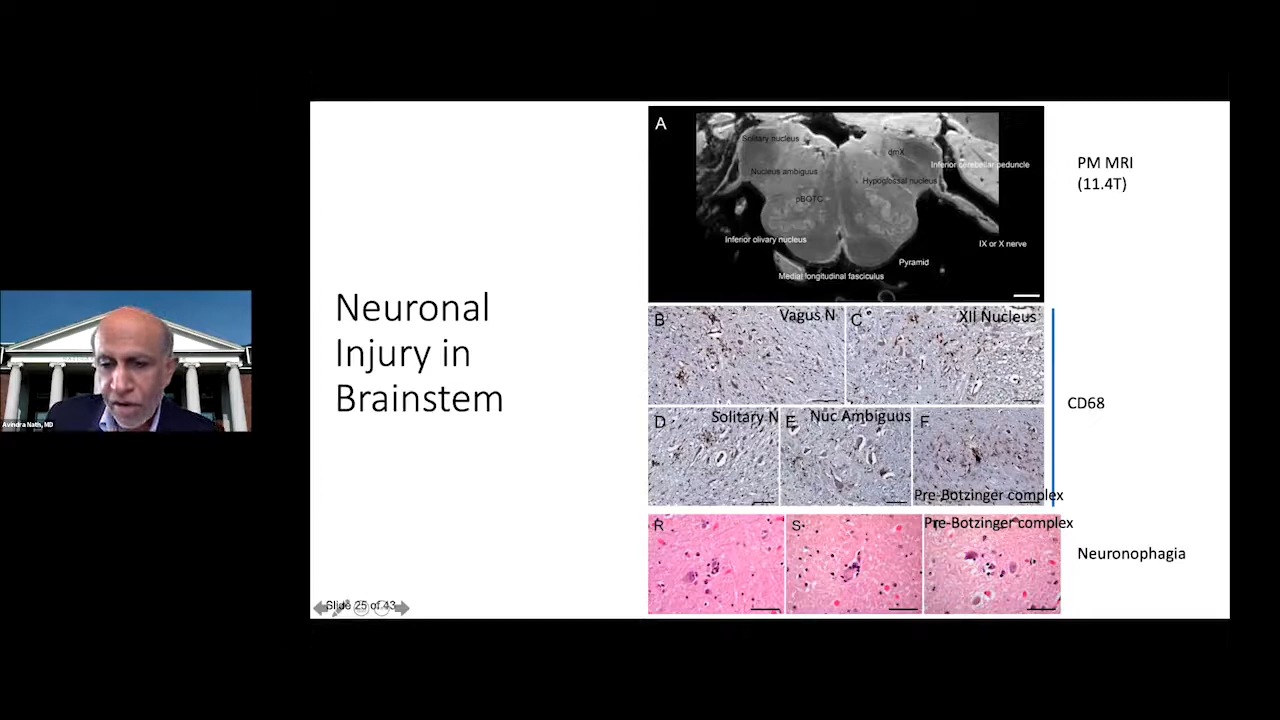 Neuronal
Injury in
Brainstem
A
Solitary nucleus
dmX
Inferior cerebellar peduncle
Nucleus ambiguus
Hypoglossal nucleus
pBOTC
Inferior olivary nucleus
IX or X nerve
Pyramid
Medial longitudinal fasciculus
PM MRI
(11.4T)
B
Vagus N
C
XII Nucleus
D
Solitary N
E
Nuc Ambiguus
F
Pre-Botzinger complex
CD68
R
S
Pre-Botzinger complex
Neuronophagia
Slide 25 of 43
Avindra Nath, MD